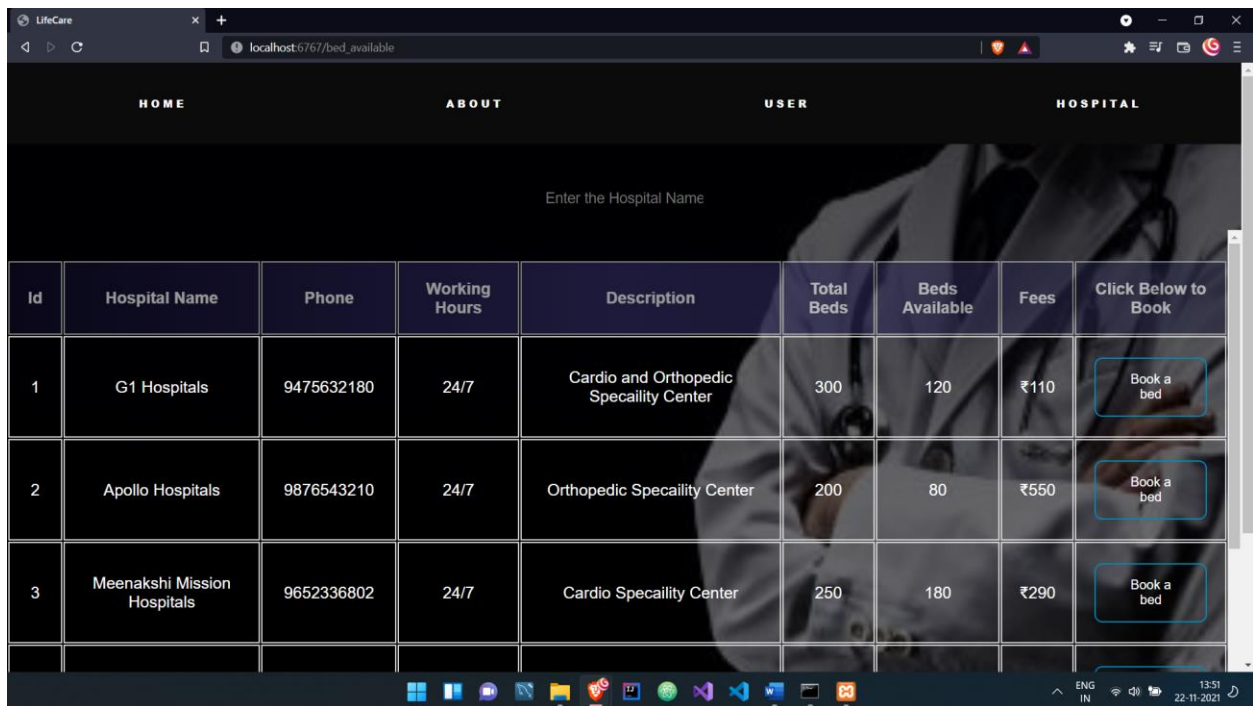 LifeCare
localhost:6767/bed_available
HOME ABOUT USER HOSPITAL
Enter the Hospital Name
Id Hospital Name Phone Working Hours Description Total Beds Beds Available Fees Click Below to Book
1 G1 Hospitals 9475632180 24/7 Cardio and Orthopedic Specaility Center 300 120 ₹110 Book a bed
2 Apollo Hospitals 9876543210 24/7 Orthopedic Specaility Center 200 80 ₹550 Book a bed
3 Meenakshi Mission Hospitals 9652336802 24/7 Cardio Specaility Center 250 180 ₹290 Book a bed
ENG
IN
13:51
22-11-2021